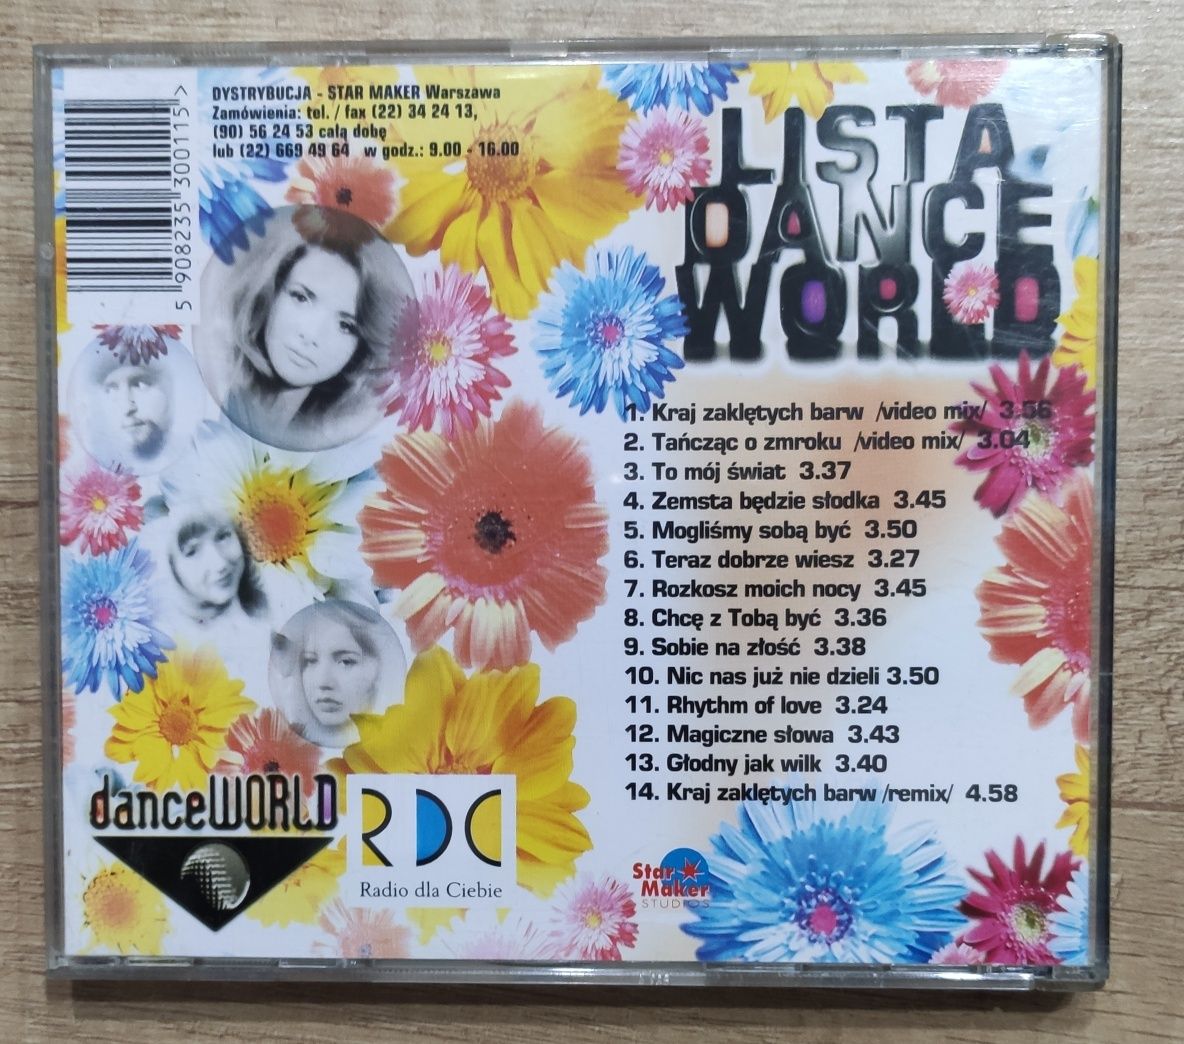 DYSTRYBUCJA - STAR MAKER Warszawa
Zamówienia: tel. / fax (22) 34 24 13,
(90) 56 24 53 całą dobę
lub (22) 669 49 64 w godz.: 9.00 - 16.00
5 908235 300115 >
LISTA
DANCE
WORLD
1. Kraj zaklętych barw /video mix/ 3.56
2. Tańcząc o zmroku /video mix/ 3.04
3. To mój świat 3.37
4. Zemsta będzie słodka 3.45
5. Mogliśmy sobą być 3.50
6. Teraz dobrze wiesz 3.27
7. Rozkosz moich nocy 3.45
8. Chcę z Tobą być 3.36
9. Sobie na złość 3.38
10. Nic nas już nie dzieli 3.50
11. Rhythm of love 3.24
12. Magiczne słowa 3.43
13. Głodny jak wilk 3.40
14. Kraj zaklętych barw /remix/ 4.58
danceWORLD
RDC
Radio dla Ciebie
Star
Maker
STUDIOS